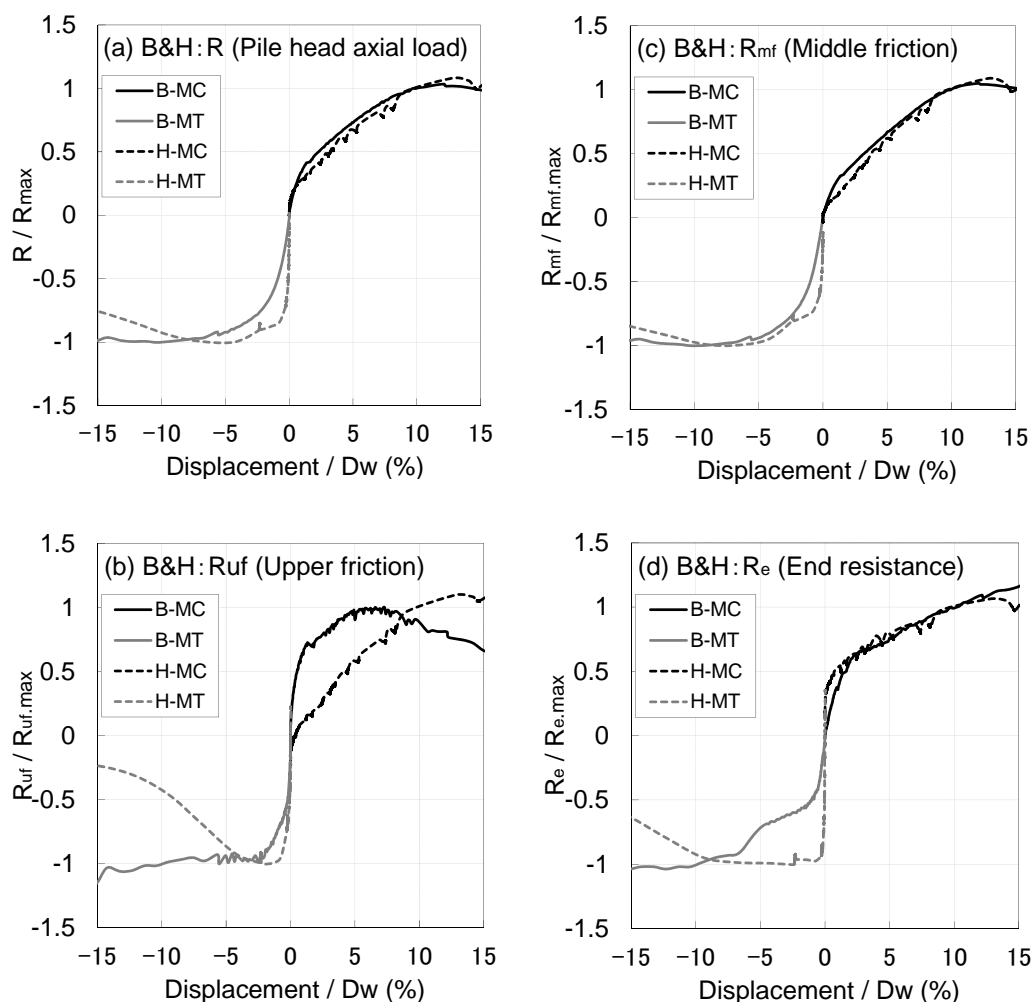 (a) B&H:R (Pile head axial load)
B-MC
B-MT
H-MC
H-MT
R / Rmax
1.5
1
0.5
0
-0.5
-1
-1.5
-15 -10 -5 0 5 10 15
Displacement / Dw (%)
(c) B&H:Rmf (Middle friction)
B-MC
B-MT
H-MC
H-MT
Rmf / Rmf.max
1.5
1
0.5
0
-0.5
-1
-1.5
-15 -10 -5 0 5 10 15
Displacement / Dw (%)
(b) B&H:Ruf (Upper friction)
B-MC
B-MT
H-MC
H-MT
Ruf / Ruf.max
1.5
1
0.5
0
-0.5
-1
-1.5
-15 -10 -5 0 5 10 15
Displacement / Dw (%)
(d) B&H:Re (End resistance)
B-MC
B-MT
H-MC
H-MT
Re / Re.max
1.5
1
0.5
0
-0.5
-1
-1.5
-15 -10 -5 0 5 10 15
Displacement / Dw (%)